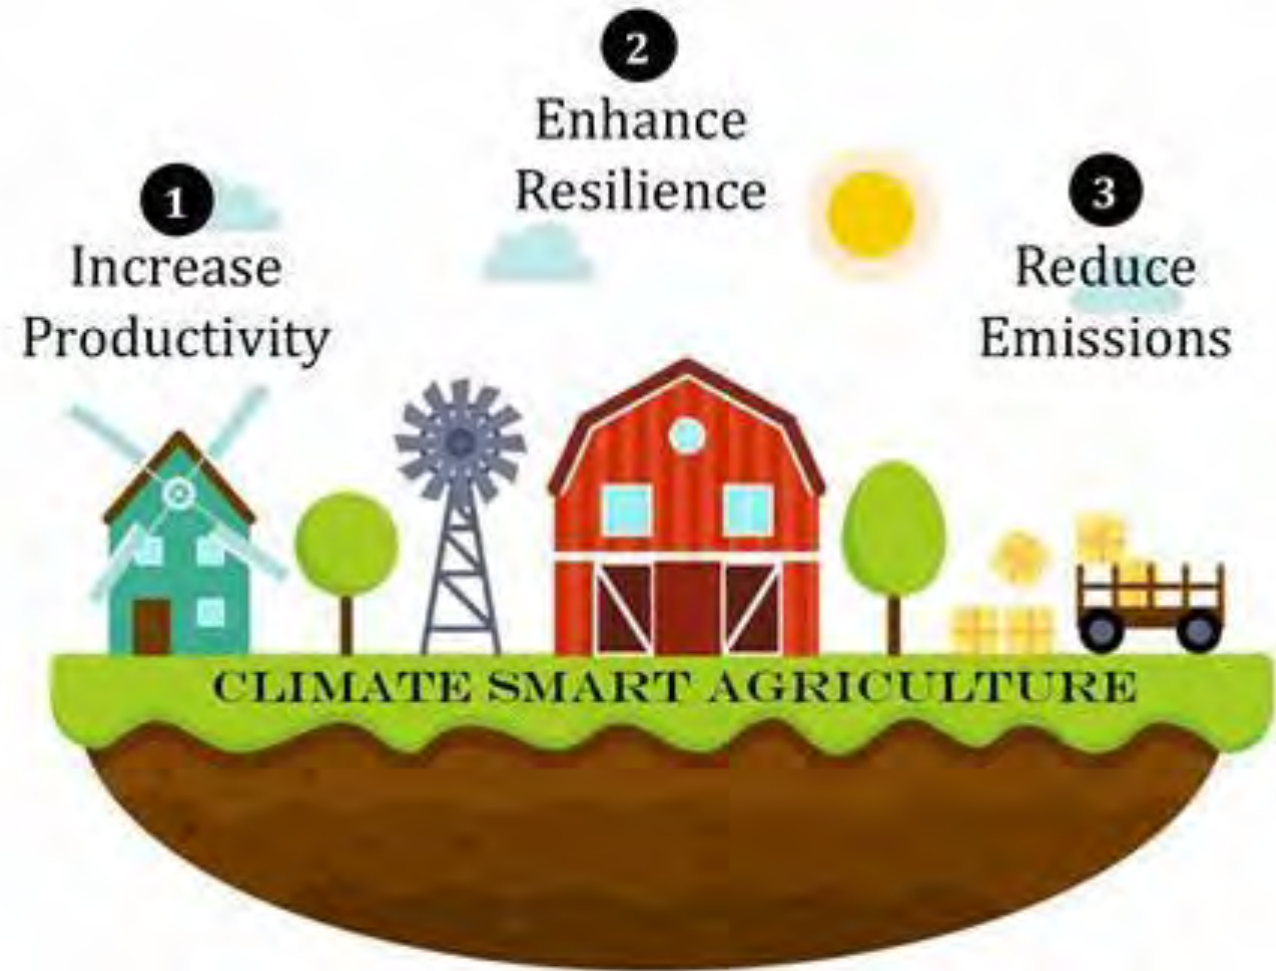 1
Increase
Productivity
2
Enhance
Resilience
3
Reduce
Emissions
CLIMATE SMART AGRICULTURE